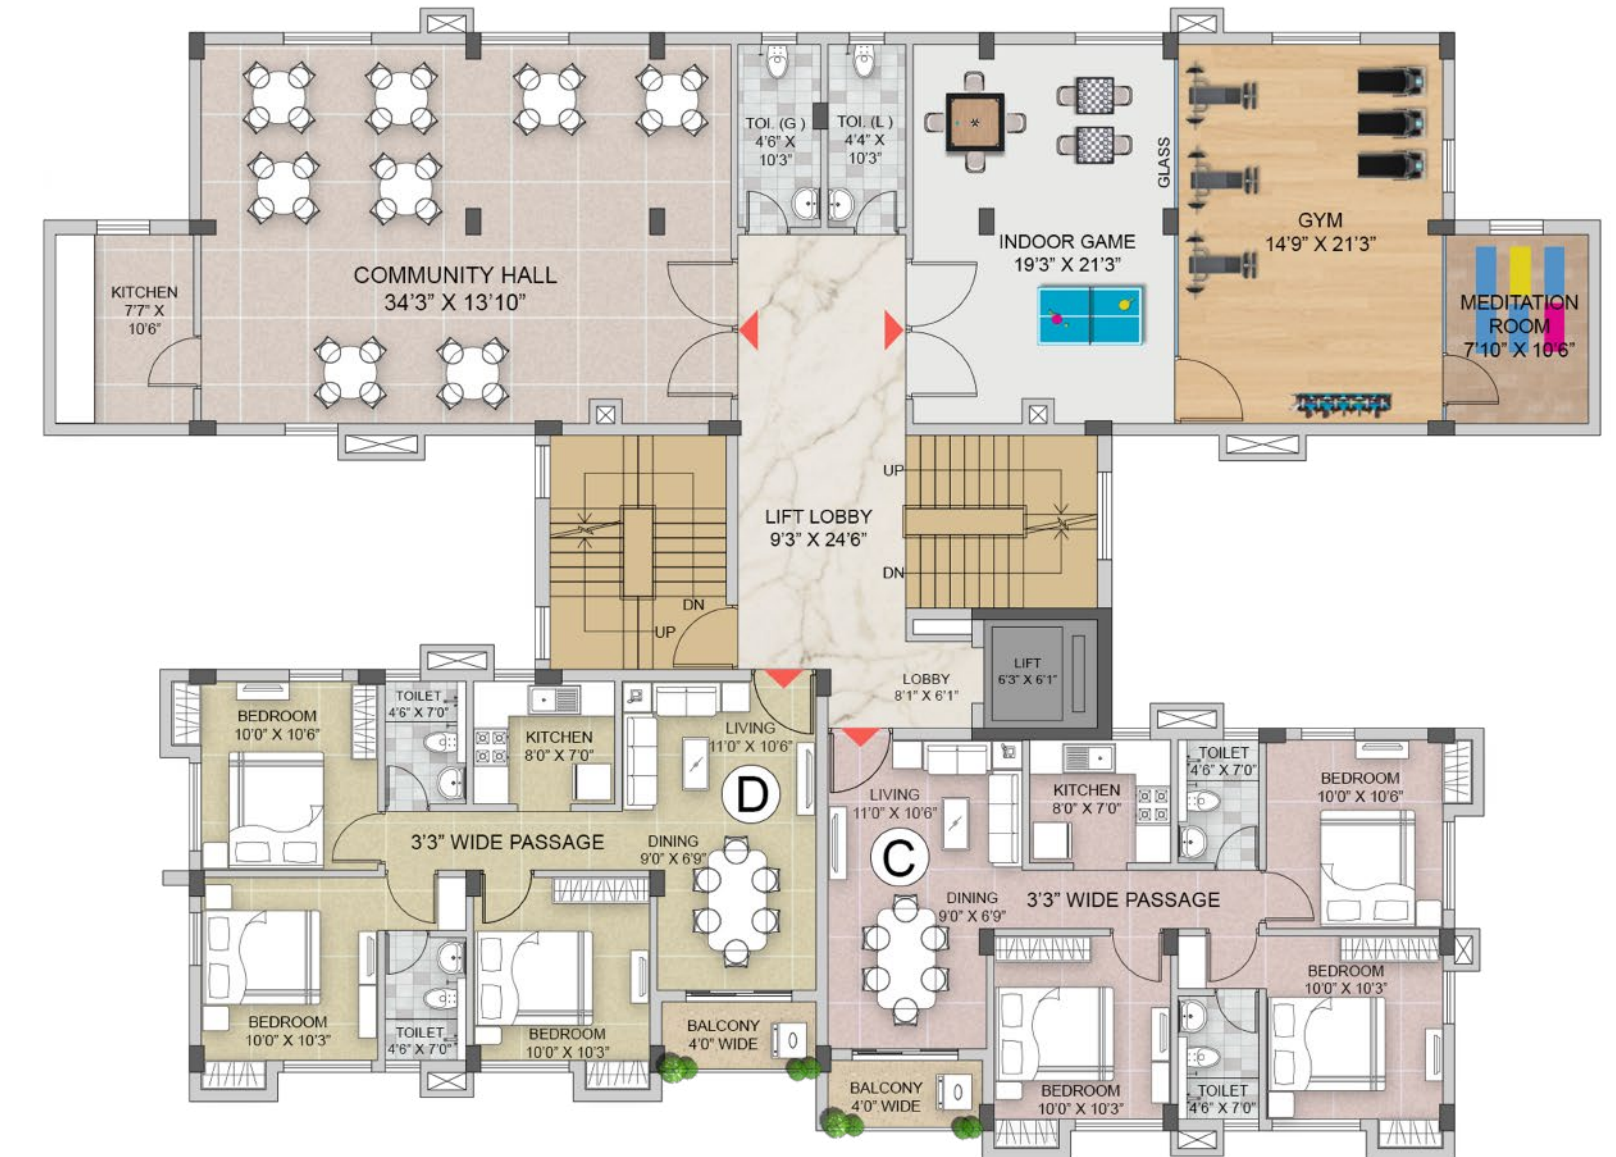 TOI. (G )
4'6" X
10'3"
TOI. (L )
4'4" X
10'3"
GLASS
GYM
14'9" X 21'3"
INDOOR GAME
19'3" X 21'3"
COMMUNITY HALL
34'3" X 13'10"
KITCHEN
7'7" X
10'6"
MEDITATION
ROOM
7'10" X 10'6"
UP
LIFT LOBBY
9'3" X 24'6"
DN
DN
UP
LOBBY
8'1" X 6'1"
LIFT
6'3" X 6'1"
BEDROOM
10'0" X 10'6"
TOILET
4'6" X 7'0"
KITCHEN
8'0" X 7'0"
LIVING
11'0" X 10'6"
D
3'3" WIDE PASSAGE
DINING
9'0" X 6'9"
BEDROOM
10'0" X 10'3"
TOILET
4'6" X 7'0"
BEDROOM
10'0" X 10'3"
BALCONY
4'0" WIDE
LIVING
11'0" X 10'6"
C
KITCHEN
8'0" X 7'0"
TOILET
4'6" X 7'0"
BEDROOM
10'0" X 10'6"
DINING
9'0" X 6'9"
3'3" WIDE PASSAGE
BEDROOM
10'0" X 10'3"
BALCONY
4'0" WIDE
BEDROOM
10'0" X 10'3"
TOILET
4'6" X 7'0"